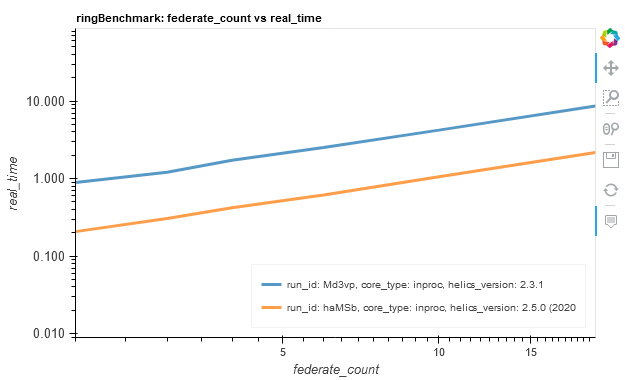 ringBenchmark: federate_count vs real_time
10.000
1.000
0.100
0.010
real_time
run_id: Md3vp, core_type: inproc, helics_version: 2.3.1
run_id: haMSb, core_type: inproc, helics_version: 2.5.0 (2020
5
10
15
federate_count